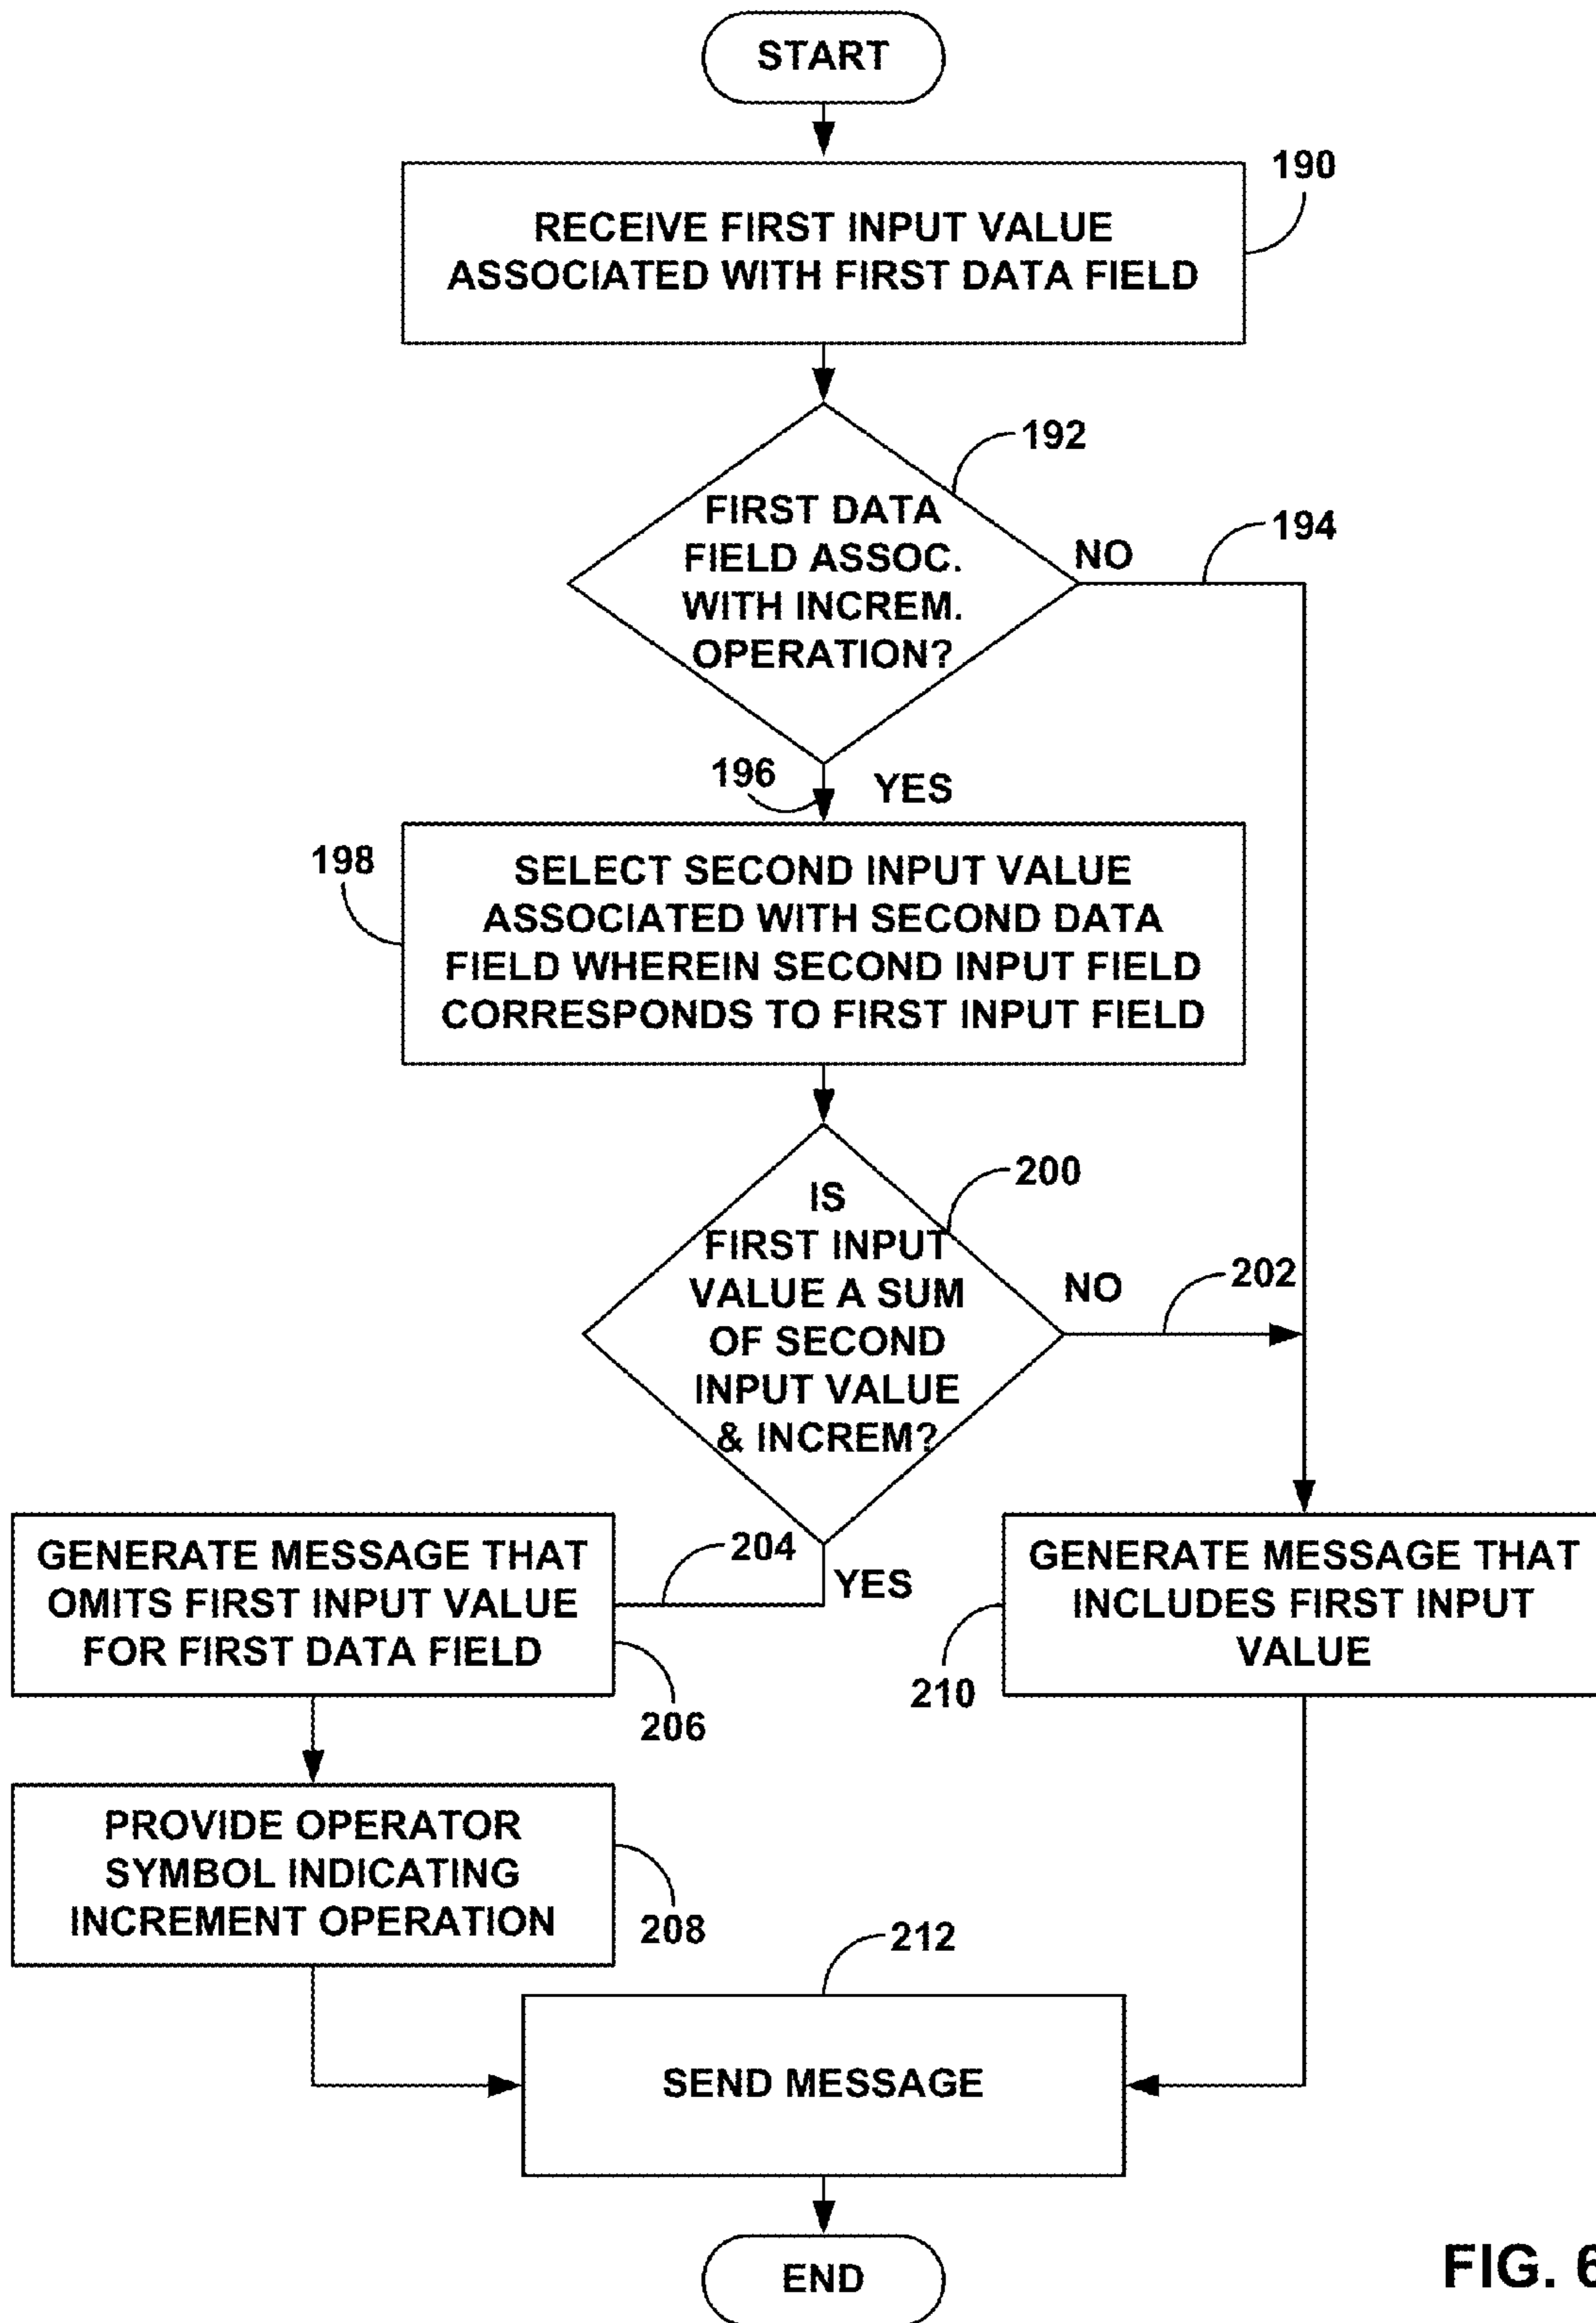 START
190
RECEIVE FIRST INPUT VALUE
ASSOCIATED WITH FIRST DATA FIELD
192
FIRST DATA
FIELD ASSOC.
WITH INCREM.
OPERATION?
NO
194
196
YES
198
SELECT SECOND INPUT VALUE
ASSOCIATED WITH SECOND DATA
FIELD WHEREIN SECOND INPUT FIELD
CORRESPONDS TO FIRST INPUT FIELD
200
IS
FIRST INPUT
VALUE A SUM
OF SECOND
INPUT VALUE
& INCREM?
NO
202
204
YES
GENERATE MESSAGE THAT
OMITS FIRST INPUT VALUE
FOR FIRST DATA FIELD
206
GENERATE MESSAGE THAT
INCLUDES FIRST INPUT
VALUE
210
PROVIDE OPERATOR
SYMBOL INDICATING
INCREMENT OPERATION
208
212
SEND MESSAGE
END
FIG. 6